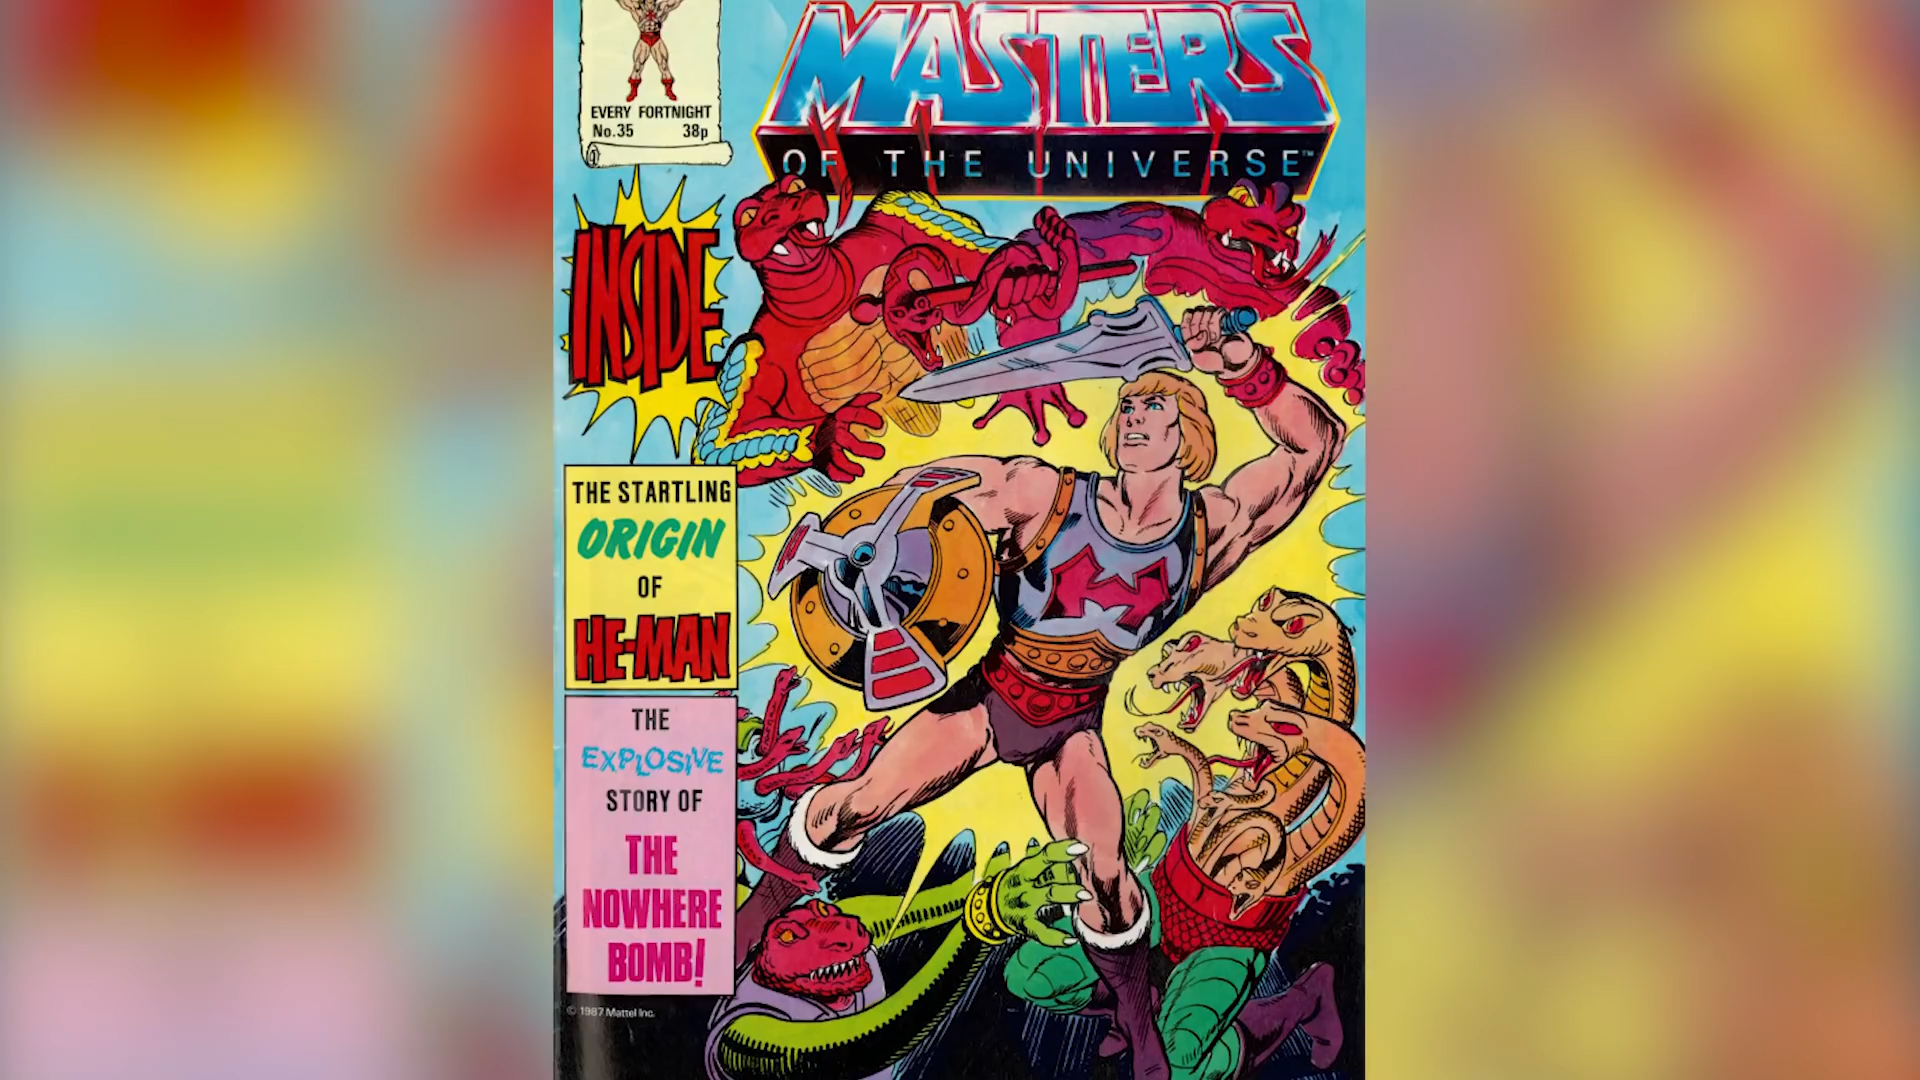 EVERY FORTNIGHT
No.35 38p
MASTERS
OF THE UNIVERSE™
INSIDE
THE STARTLING
ORIGIN
OF
HE-MAN
THE
EXPLOSIVE
STORY OF
THE
NOWHERE
BOMB!
© 1987 Mattel Inc.